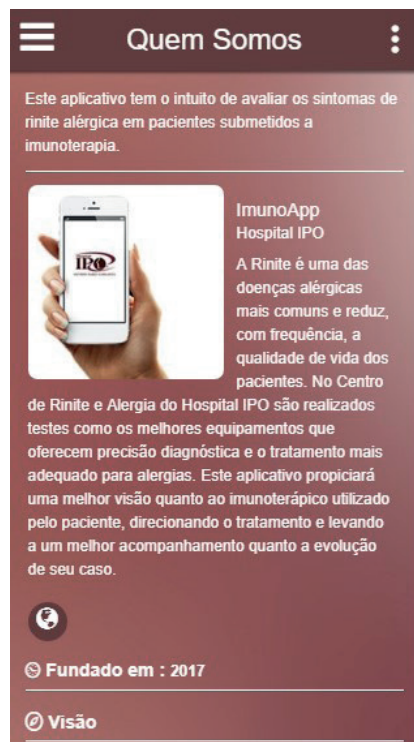 Quem Somos
Este aplicativo tem o intuito de avaliar os sintomas de
rinite alérgica em pacientes submetidos a
imunoterapia.
IPO
ImunoApp
Hospital IPO
A Rinite é uma das
doenças alérgicas
mais comuns e reduz,
com frequência, a
qualidade de vida dos
pacientes. No Centro
de Rinite e Alergia do Hospital IPO são realizados
testes como os melhores equipamentos que
oferecem precisão diagnóstica e o tratamento mais
adequado para alergias. Este aplicativo propiciará
uma melhor visão quanto ao imunoterápico utilizado
pelo paciente, direcionando o tratamento e levando
a um melhor acompanhamento quanto a evolução
de seu caso.
Fundado em : 2017
Visão